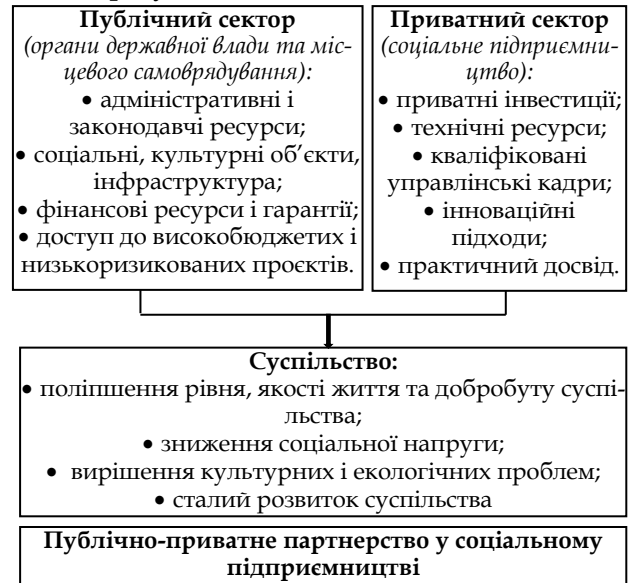 Публічний сектор
(органи державної влади та міс-
цевого самоврядування):
• адміністративні і
законодавчі ресурси;
• соціальні, культурні об’єкти,
інфраструктура;
• фінансові ресурси і гарантії;
• доступ до високобюджетих і
низькоризикованих проєктів.
Приватний сектор
(соціальне підприємни-
цтво):
• приватні інвестиції;
• технічні ресурси;
• кваліфіковані
управлінські кадри;
• інноваційні
підходи;
• практичний досвід.
Суспільство:
• поліпшення рівня, якості життя та добробуту суспі-
льства;
• зниження соціальної напруги;
• вирішення культурних і екологічних проблем;
• сталий розвиток суспільства
Публічно-приватне партнерство у соціальному
підприємництві